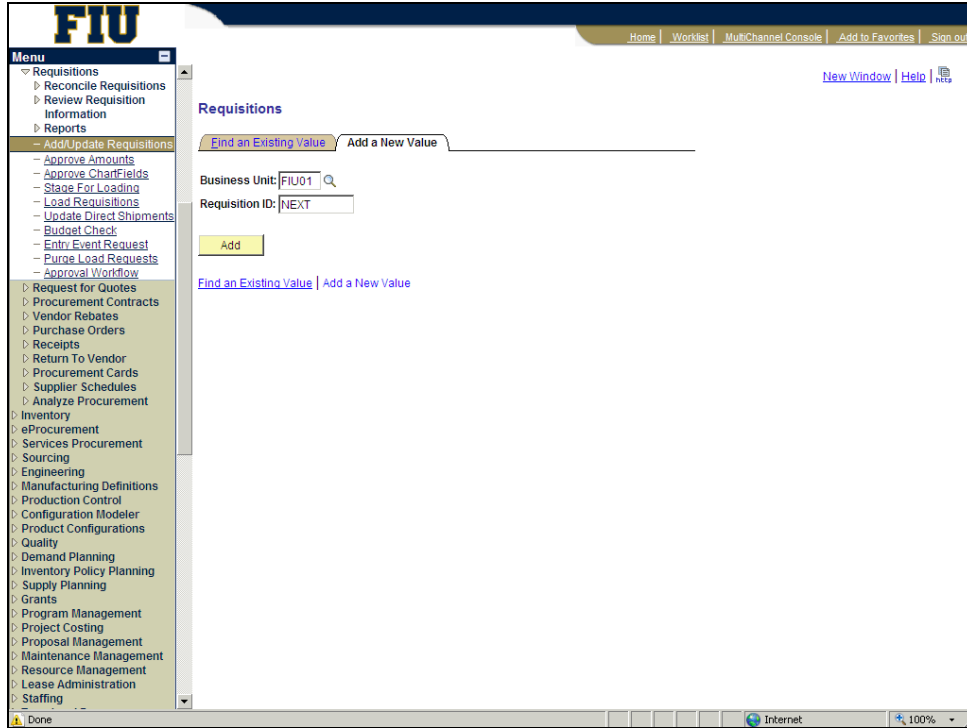 FIU
Home | Worklist | MultiChannel Console | Add to Favorites | Sign out
Menu
New Window | Help | http
Requisitions
Reconcile Requisitions
Review Requisition
Information
Reports
Add/Update Requisitions
Approve Amounts
Approve ChartFields
Stage For Loading
Load Requisitions
Update Direct Shipments
Budget Check
Entry Event Request
Purge Load Requests
Approval Workflow
Request for Quotes
Procurement Contracts
Vendor Rebates
Purchase Orders
Receipts
Return To Vendor
Procurement Cards
Supplier Schedules
Analyze Procurement
Inventory
eProcurement
Services Procurement
Sourcing
Engineering
Manufacturing Definitions
Production Control
Configuration Modeler
Product Configurations
Quality
Demand Planning
Inventory Policy Planning
Supply Planning
Grants
Program Management
Project Costing
Proposal Management
Maintenance Management
Resource Management
Lease Administration
Staffing
Requisitions
Find an Existing Value
Add a New Value
Business Unit: FIU01
Requisition ID: NEXT
Add
Find an Existing Value | Add a New Value
Done
Internet
100%